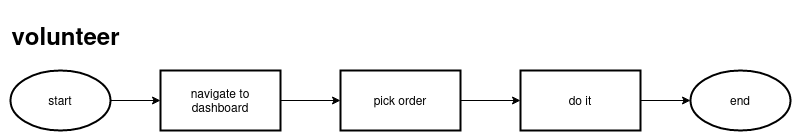 volunteer
start
navigate to
dashboard
pick order
do it
end